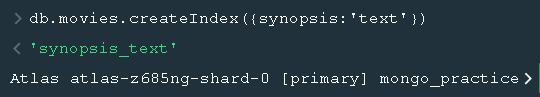 > db.movies.createIndex({synopsis:'text'})
< 'synopsis_text'
Atlas atlas-z685ng-shard-0 [primary] mongo_practice>